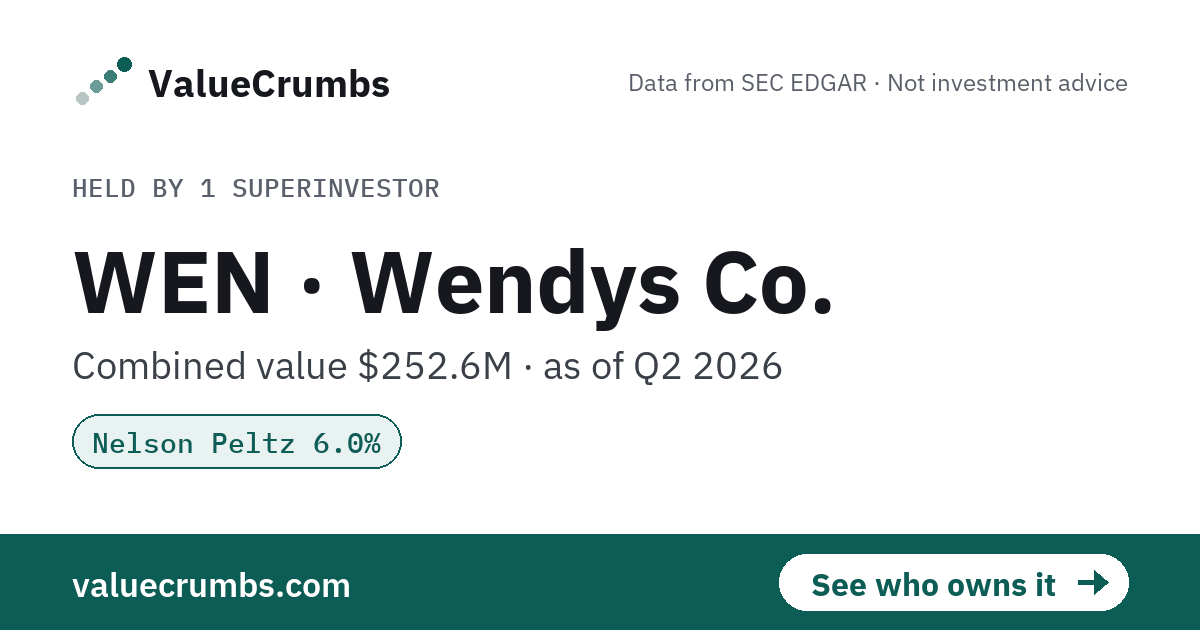 ValueCrumbs
Data from SEC EDGAR · Not investment advice
HELD BY 1 SUPERINVESTOR
WEN · Wendys Co.
Combined value $252.6M · as of Q2 2026
Nelson Peltz 6.0%
valuecrumbs.com
See who owns it